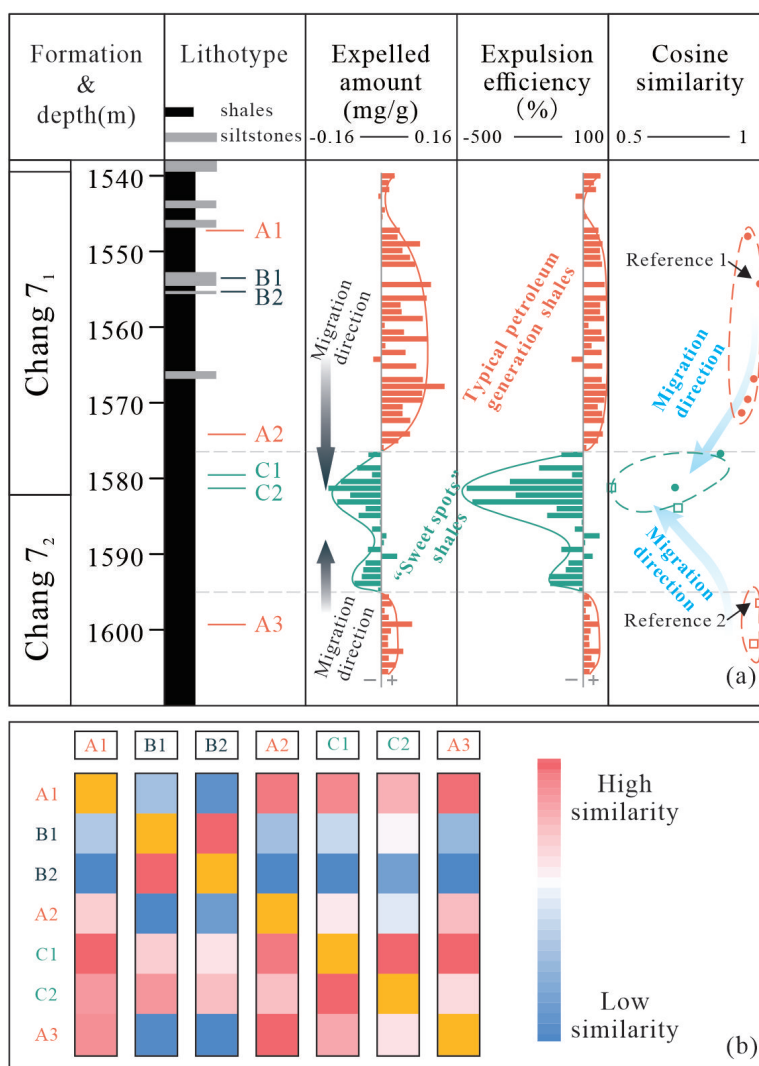 Formation
&
depth(m)
Lithotype
shales
siltstones
Expelled
amount
(mg/g)
-0.16
0.16
Expulsion
efficiency
(%)
-500
100
Cosine
similarity
0.5
1
Chang 7₁
Chang 7₂
1540
1550
1560
1570
1580
1590
1600
A1
B1
B2
A2
C1
C2
A3
Migration
direction
Migration
direction
− +
Typical petroleum
generation shales
“Sweet spots”
shales
− +
Reference 1
Migration
direction
Migration
direction
Reference 2
(a)
A1 B1 B2 A2 C1 C2 A3
A1
B1
B2
A2
C1
C2
A3
High
similarity
Low
similarity
(b)